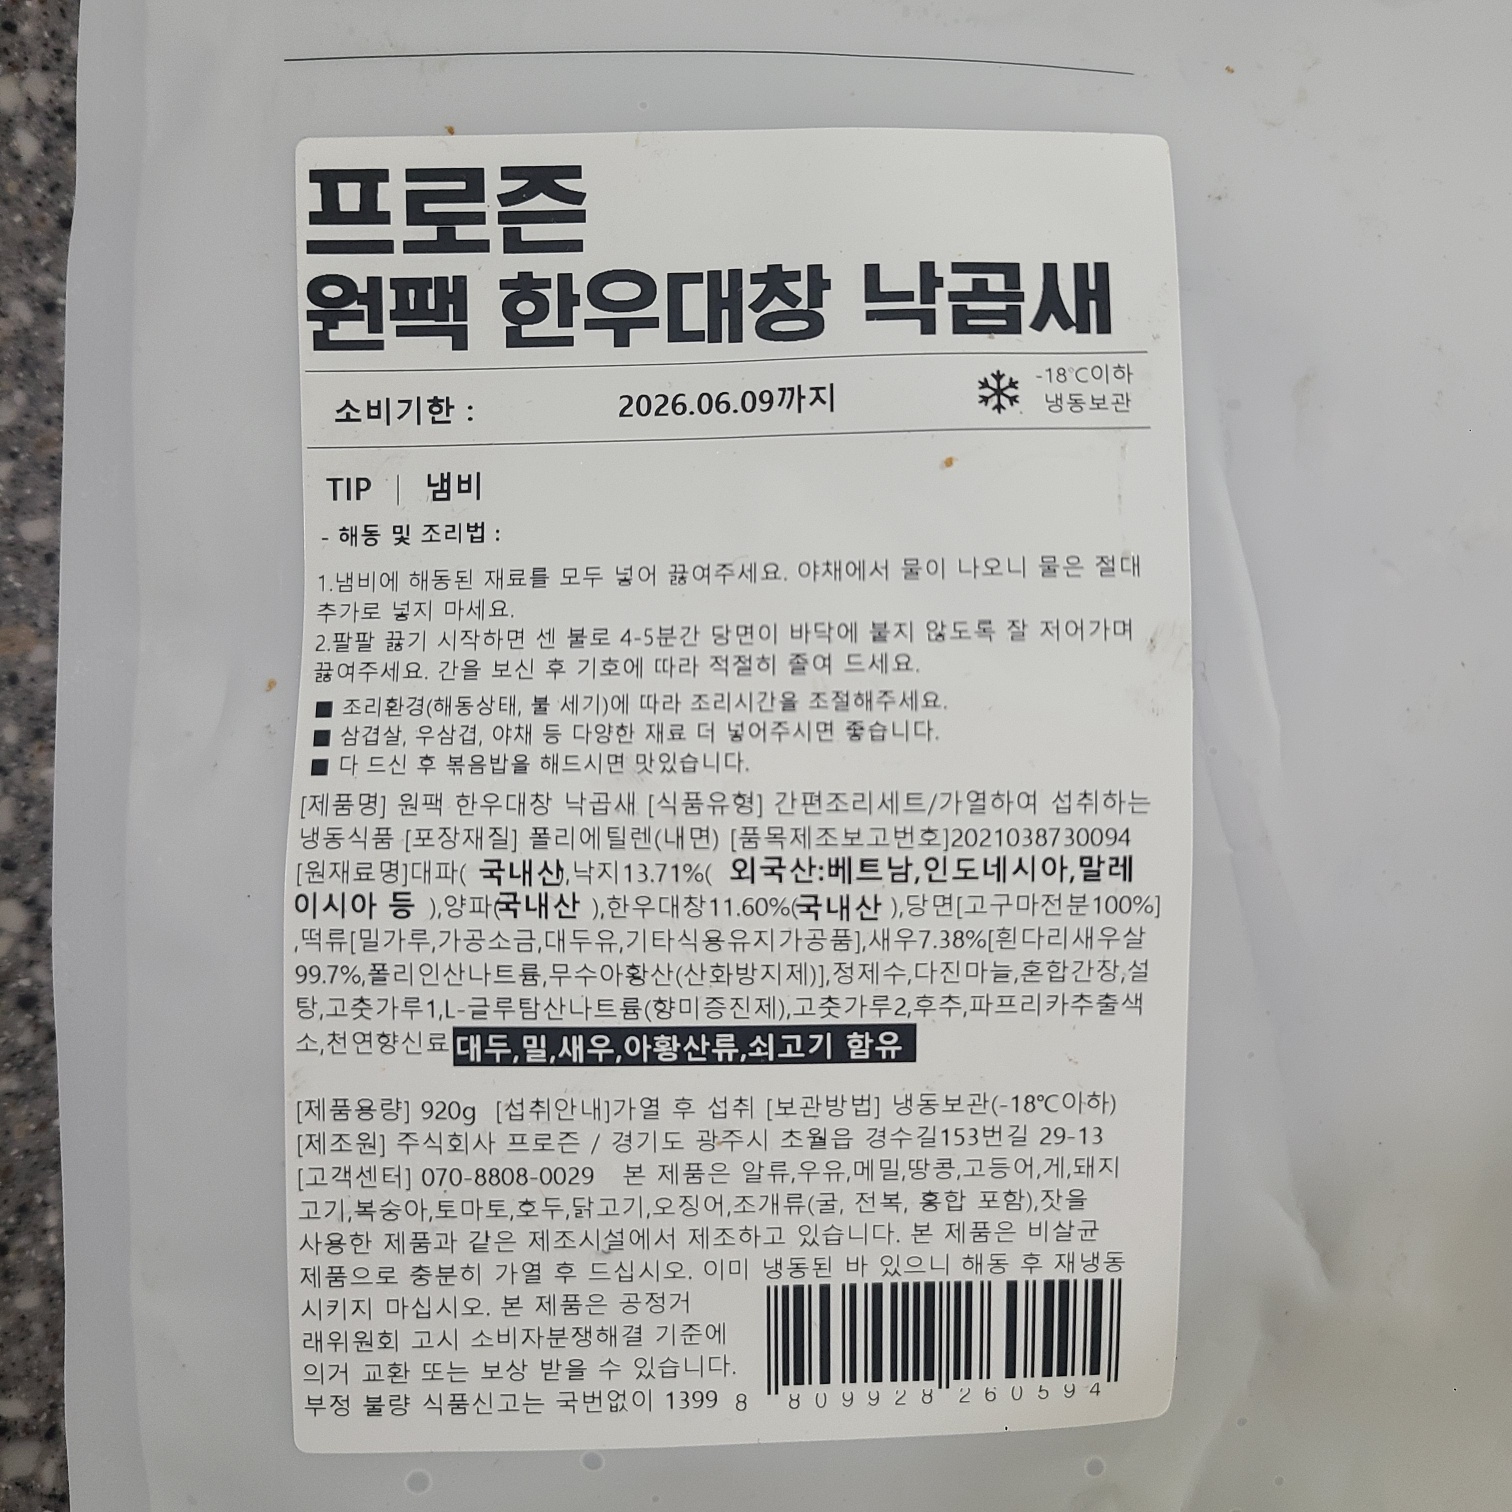 프로즌
원팩 한우대창 낙곱새
소비기한 : 2026.06.09까지
-18℃이하
냉동보관
TIP | 냄비
- 해동 및 조리법 :
1.냄비에 해동된 재료를 모두 넣어 끓여주세요. 야채에서 물이 나오니 물은 절대
추가로 넣지 마세요.
2.팔팔 끓기 시작하면 센 불로 4-5분간 당면이 바닥에 붙지 않도록 잘 저어가며
끓여주세요. 간을 보신 후 기호에 따라 적절히 졸여 드세요.
■ 조리환경(해동상태, 불 세기)에 따라 조리시간을 조절해주세요.
■ 삼겹살, 우삼겹, 야채 등 다양한 재료 더 넣어주시면 좋습니다.
■ 다 드신 후 볶음밥을 해드시면 맛있습니다.
[제품명] 원팩 한우대창 낙곱새 [식품유형] 간편조리세트/가열하여 섭취하는
냉동식품 [포장재질] 폴리에틸렌(내면) [품목제조보고번호]2021038730094
[원재료명]대파( 국내산),낙지13.71%( 외국산:베트남,인도네시아,말레
이시아 등 ),양파(국내산 ),한우대창11.60%(국내산 ),당면[고구마전분100%]
,떡류[밀가루,가공소금,대두유,기타식용유지가공품],새우7.38%[흰다리새우살
99.7%,폴리인산나트륨,무수아황산(산화방지제)],정제수,다진마늘,혼합간장,설
탕,고춧가루1,L-글루탐산나트륨(향미증진제),고춧가루2,후추,파프리카추출색
소,천연향신료 대두,밀,새우,아황산류,쇠고기 함유
[제품용량] 920g [섭취안내]가열 후 섭취 [보관방법] 냉동보관(-18℃이하)
[제조원] 주식회사 프로즌 / 경기도 광주시 초월읍 경수길153번길 29-13
[고객센터] 070-8808-0029 본 제품은 알류,우유,메밀,땅콩,고등어,게,돼지
고기,복숭아,토마토,호두,닭고기,오징어,조개류(굴, 전복, 홍합 포함),잣을
사용한 제품과 같은 제조시설에서 제조하고 있습니다. 본 제품은 비살균
제품으로 충분히 가열 후 드십시오. 이미 냉동된 바 있으니 해동 후 재냉동
시키지 마십시오. 본 제품은 공정거
래위원회 고시 소비자분쟁해결 기준에
의거 교환 또는 보상 받을 수 있습니다.
부정 불량 식품신고는 국번없이 1399
8 809928 260594